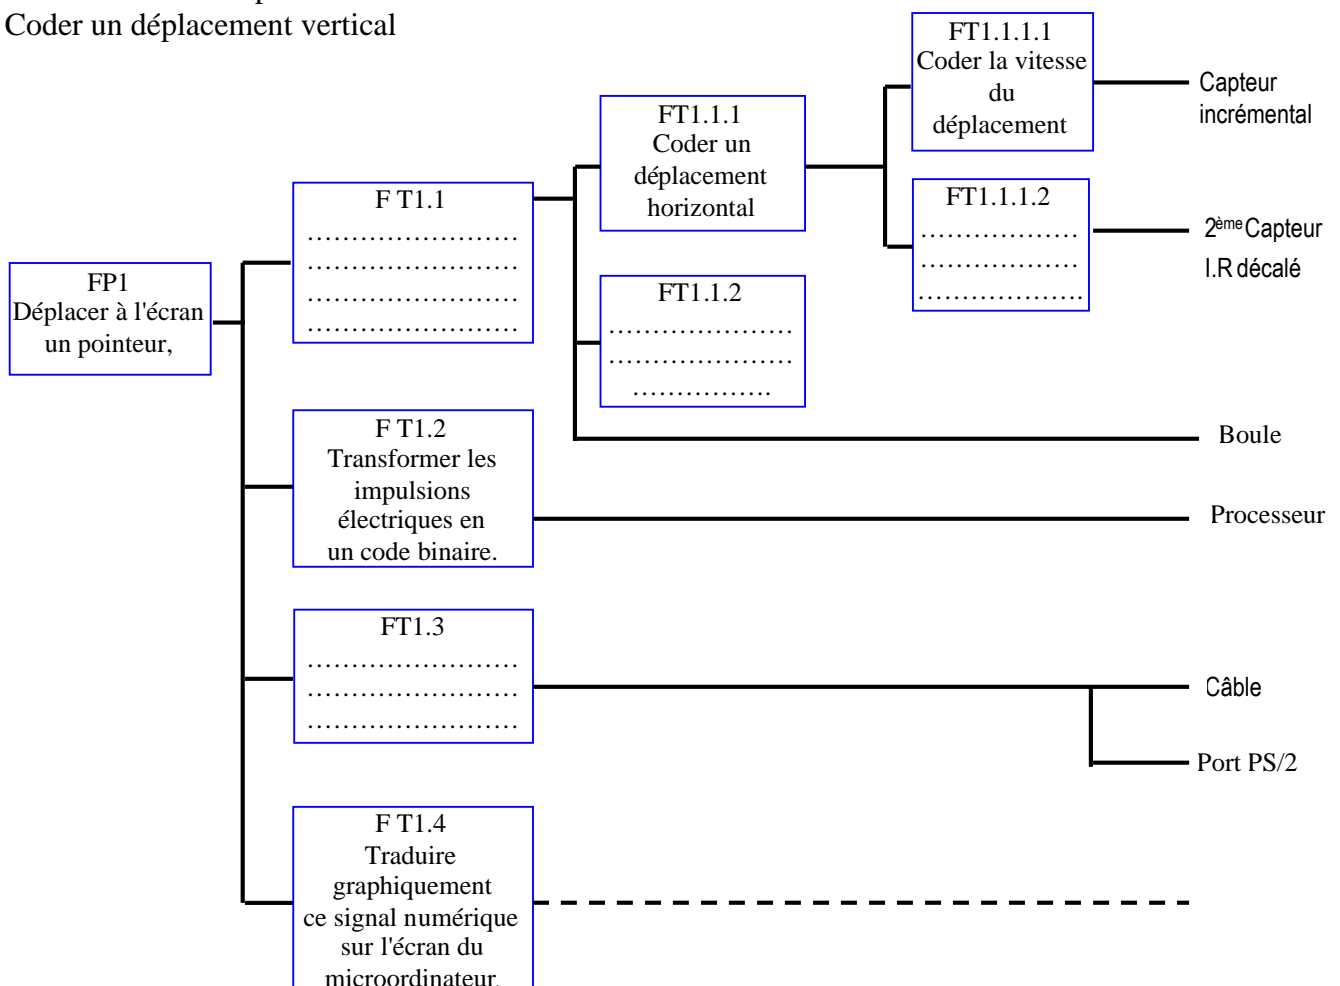 Coder un déplacement vertical
FT1.1.1.1
Coder la vitesse
du
déplacement
Capteur
incrémental
FT1.1.1
Coder un
déplacement
horizontal
F T1.1
……………………
……………………
……………………
……………………
FT1.1.1.2
………………
………………
……………….
2ème Capteur
I.R décalé
FP1
Déplacer à l'écran
un pointeur,
FT1.1.2
…………………
…………………
…………….
Boule
F T1.2
Transformer les
impulsions
électriques en
un code binaire.
Processeur
FT1.3
……………………
……………………
……………………
Câble
Port PS/2
F T1.4
Traduire
graphiquement
ce signal numérique
sur l'écran du
microordinateur.